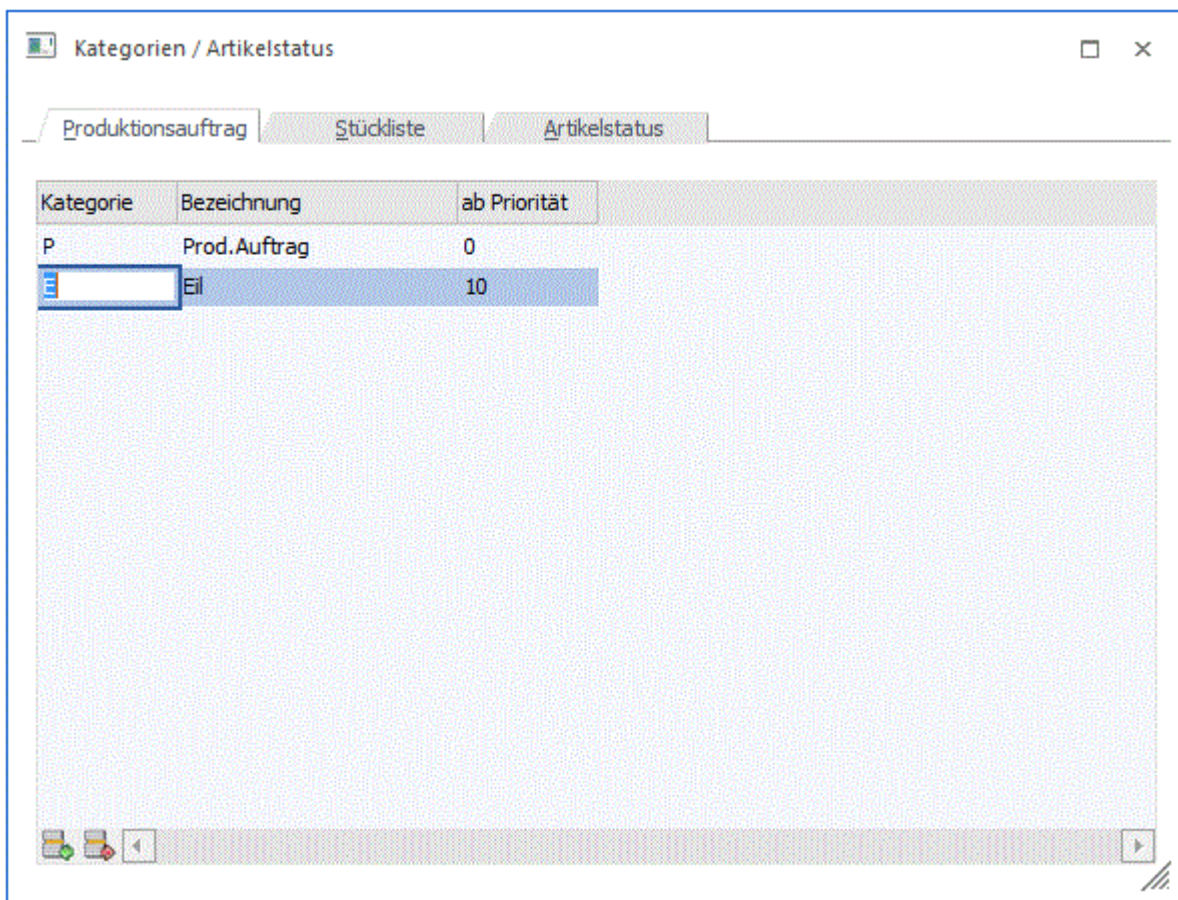 Kategorien / Artikelstatus
Produktionsauftrag Stückliste Artikelstatus
Kategorie Bezeichnung ab Priorität
P Prod.Auftrag 0
E Eil 10